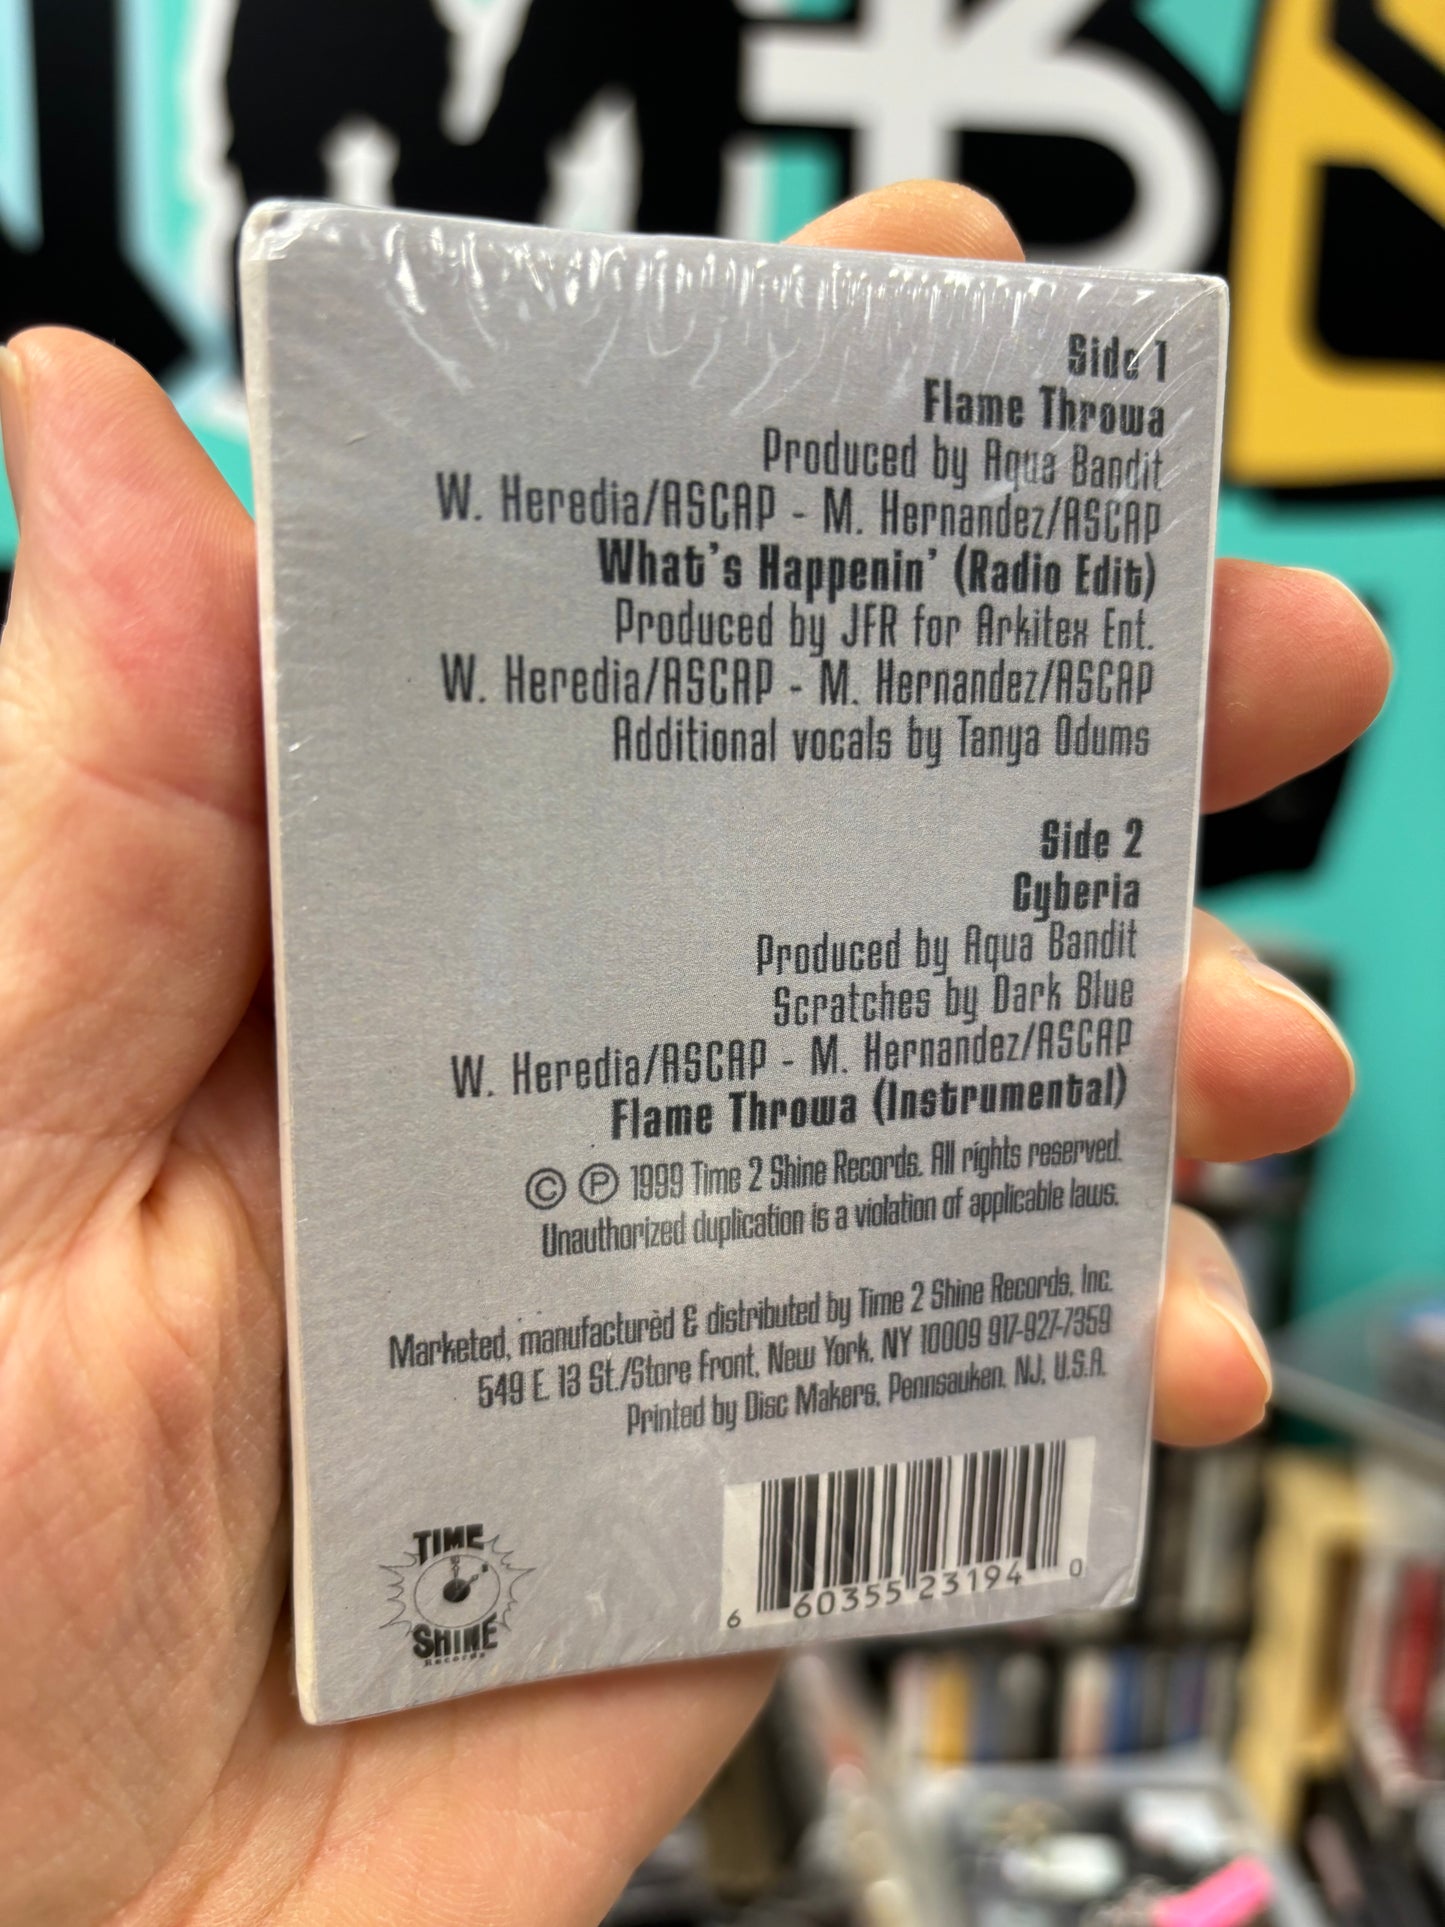 Side 1
Flame Throwa
Produced by Aqua Bandit
W. Heredia/ASCAP - M. Hernandez/ASCAP
What's Happenin' (Radio Edit)
Produced by JFR for Arkitex Ent.
W. Heredia/ASCAP - M. Hernandez/ASCAP
Additional vocals by Tanya Odums
Side 2
Cyberia
Produced by Aqua Bandit
Scratches by Dark Blue
W. Heredia/ASCAP - M. Hernandez/ASCAP
Flame Throwa (Instrumental)
© ℗ 1999 Time 2 Shine Records. All rights reserved.
Unauthorized duplication is a violation of applicable laws.
Marketed, manufactured & distributed by Time 2 Shine Records, Inc.
549 E. 13 St./Store Front, New York, NY 10009 917-927-7359
Printed by Disc Makers, Pennsauken, NJ, U.S.A.
TIME
SHINE
Records
6 60355 23194 0